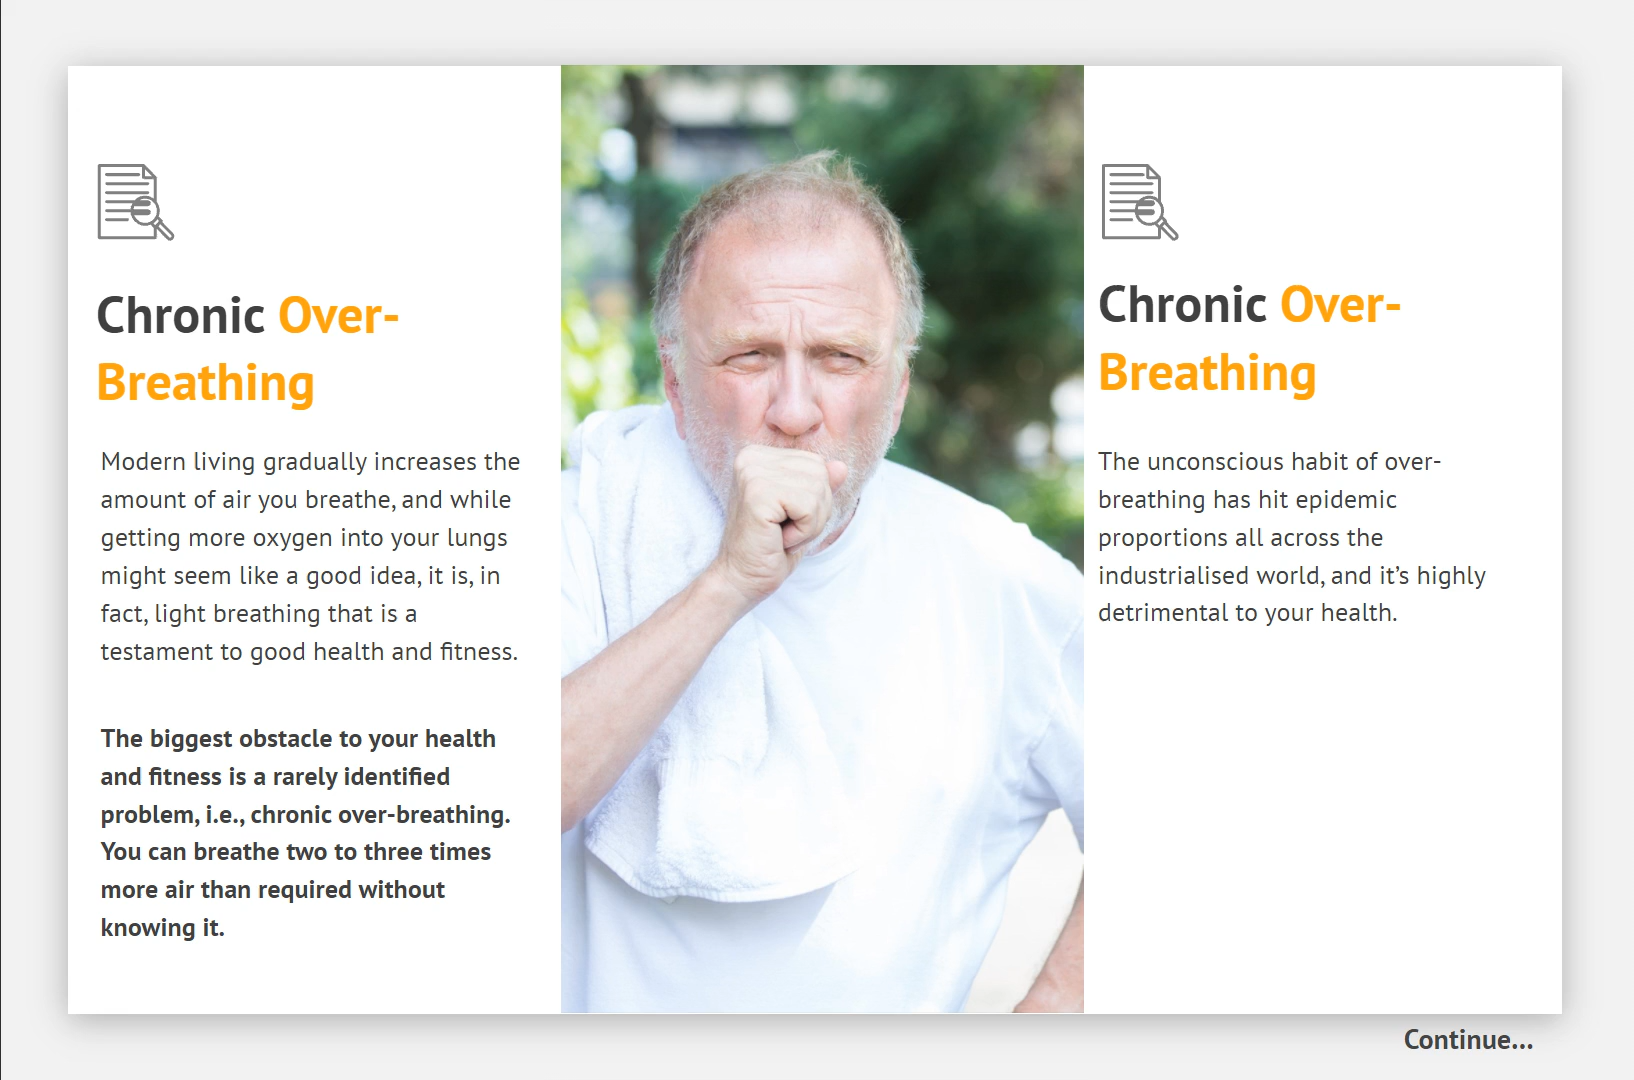 Chronic Over-
Breathing
Modern living gradually increases the
amount of air you breathe, and while
getting more oxygen into your lungs
might seem like a good idea, it is, in
fact, light breathing that is a
testament to good health and fitness.
The biggest obstacle to your health
and fitness is a rarely identified
problem, i.e., chronic over-breathing.
You can breathe two to three times
more air than required without
knowing it.
Chronic Over-
Breathing
The unconscious habit of over-
breathing has hit epidemic
proportions all across the
industrialised world, and it’s highly
detrimental to your health.
Continue...